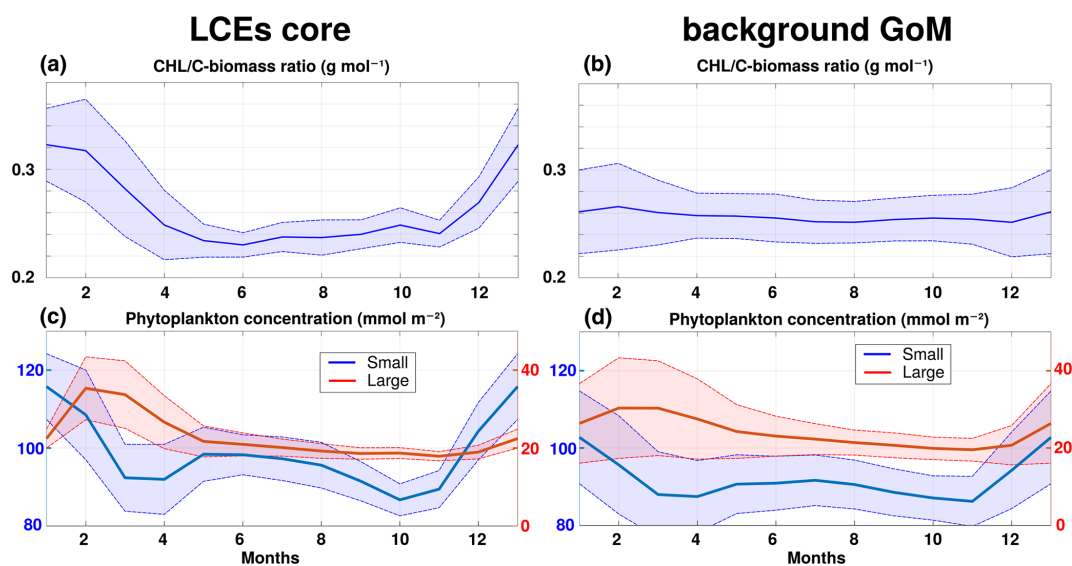 LCEs core
background GoM
(a)
CHL/C-biomass ratio (g mol⁻¹)
(b)
CHL/C-biomass ratio (g mol⁻¹)
0.3
0.2
2
4
6
8
10
12
0.3
0.2
2
4
6
8
10
12
(c)
Phytoplankton concentration (mmol m⁻²)
(d)
Phytoplankton concentration (mmol m⁻²)
120
100
80
Small
Large
40
20
0
2
4
6
8
10
12
Months
120
100
80
Small
Large
40
20
0
2
4
6
8
10
12
Months